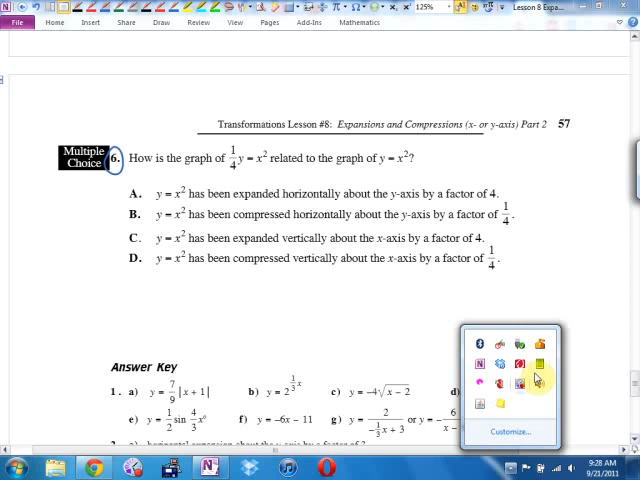 125%
Lesson 8 Expa...
File Home Insert Share Draw Review View Page Add-Ins Mathematics
Transformations Lesson #8: Expansions and Compressions (x- or y-axis) Part 2 57
Multiple Choice 6. How is the graph of 1/4 y = x² related to the graph of y = x²?
A. y = x² has been expanded horizontally about the y-axis by a factor of 4.
B. y = x² has been compressed horizontally about the y-axis by a factor of 1/4.
C. y = x² has been expanded vertically about the x-axis by a factor of 4.
D. y = x² has been compressed vertically about the x-axis by a factor of 1/4.
Answer Key
1. a) y = 7/9 |x + 1| b) y = 2^(1/3 x) c) y = -4√(x - 2) d)
e) y = 1/2 sin 4/3 x° f) y = -6x - 11 g) y = 2/(-1/3 x + 3) or y = - 6/(x -
Customize...
9:28 AM
9/21/2011